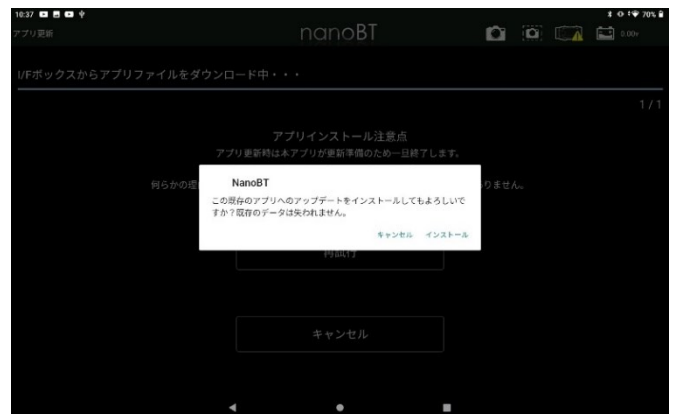 10:37
70%
アプリ更新
nanoBT
0.00v
I/Fボックスからアプリファイルをダウンロード中・・・
1 / 1
アプリインストール注意点
アプリ更新時は本アプリが更新準備のため一旦終了します。
何らかの理
りません。
NanoBT
この既存のアプリへのアップデートをインストールしてもよろしいで
すか？既存のデータは失われません。
キャンセル インストール
再試行
キャンセル